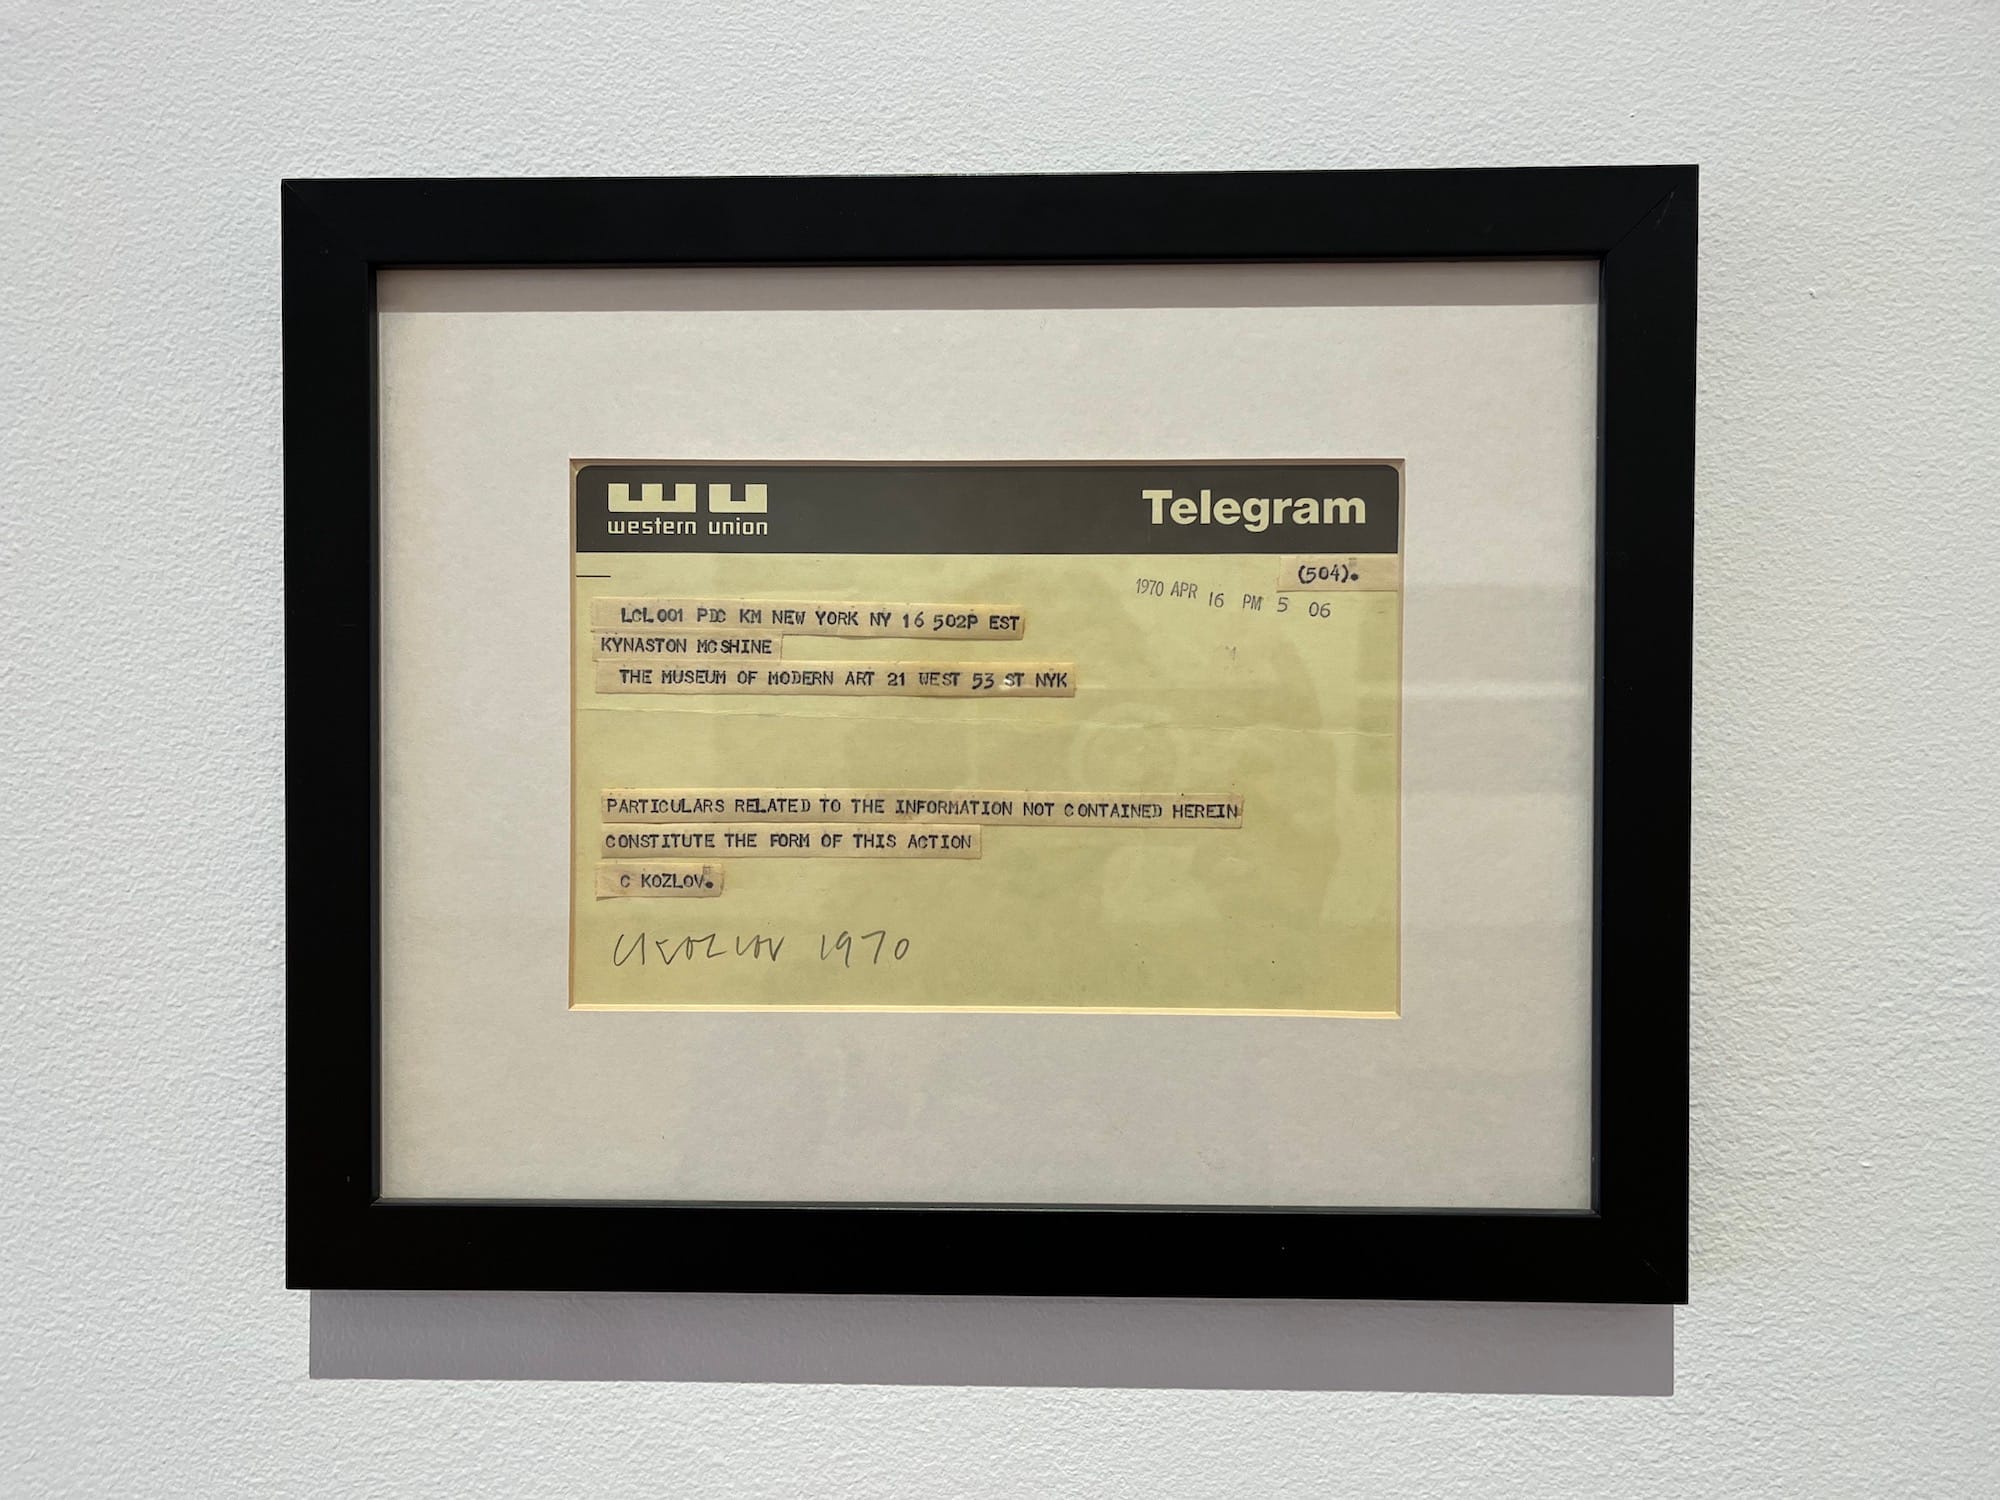 WU
western union
Telegram
(504).
1970 APR 16 PM 5 06
LCL001 PDC KM NEW YORK NY 16 502P EST
KYNASTON MCSHINE
THE MUSEUM OF MODERN ART 21 WEST 53 ST NYK
PARTICULARS RELATED TO THE INFORMATION NOT CONTAINED HEREIN
CONSTITUTE THE FORM OF THIS ACTION
C KOZLOV.
C KOZLOV 1970